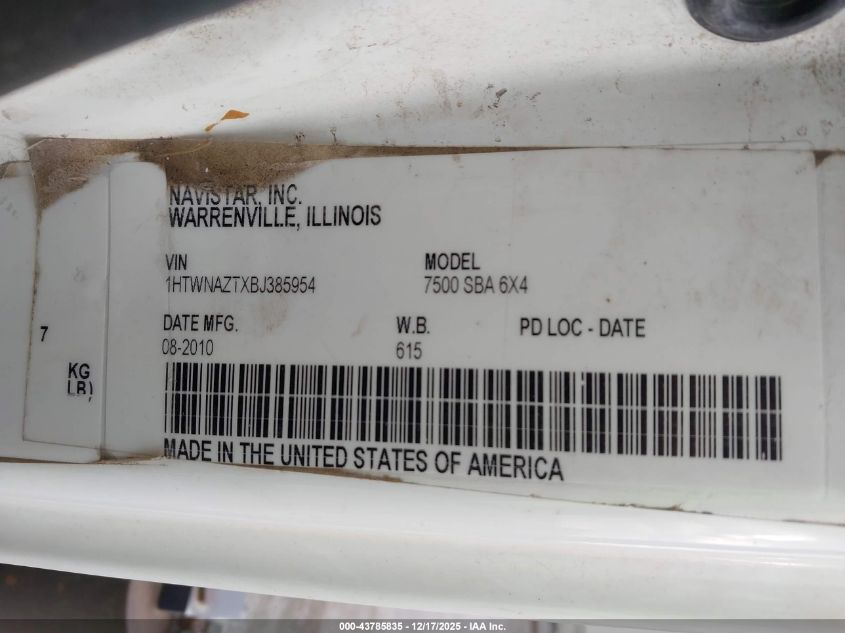 NAVISTAR, INC.
WARRENVILLE, ILLINOIS
VIN MODEL
1HTWNAZTXBJ385954 7500 SBA 6X4
DATE MFG. W.B. PD LOC - DATE
08-2010 615
7
KG
LB)
MADE IN THE UNITED STATES OF AMERICA
000-43785835 - 12/17/2025 - IAA Inc.